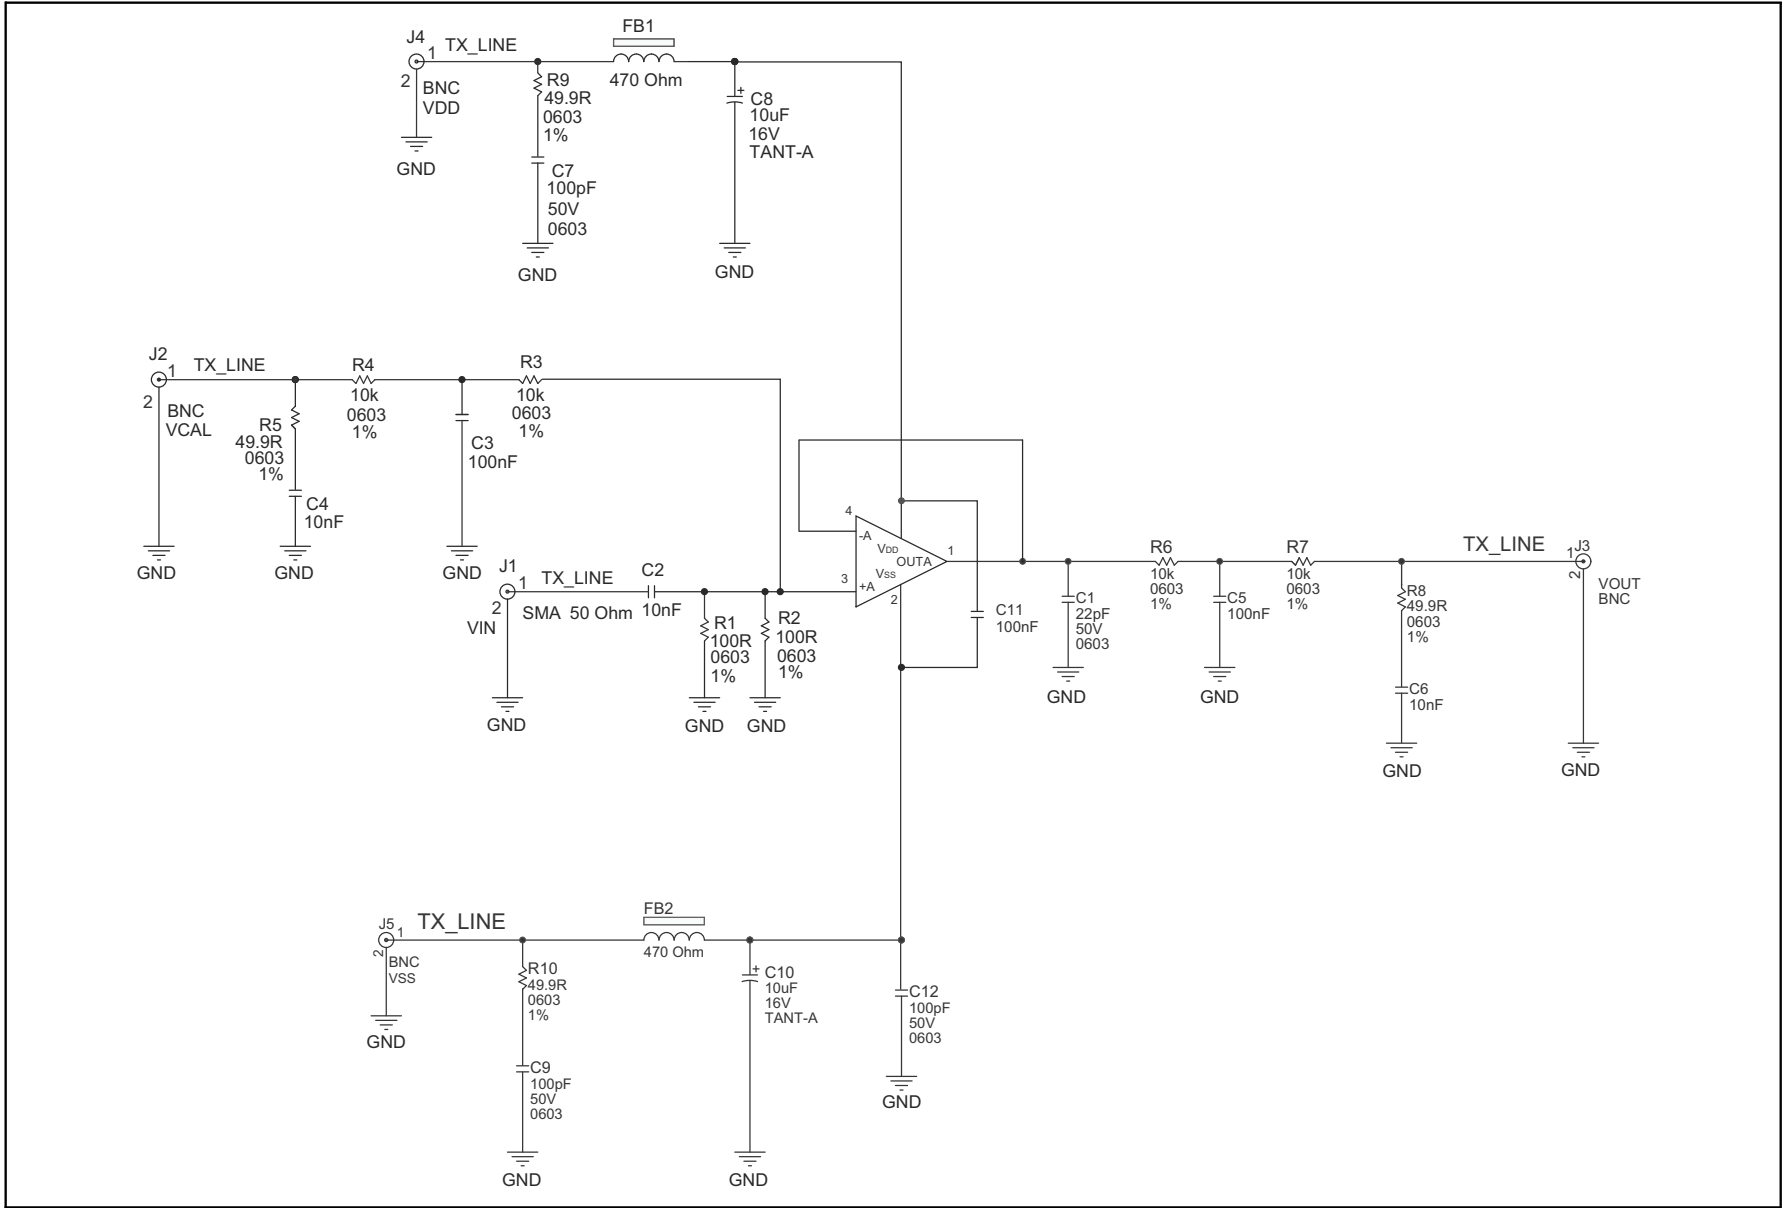 FB1
J4
1
TX_LINE
2
BNC
VDD
GND
470 Ohm
R9
49.9R
0603
1%
C7
100pF
50V
0603
GND
+
C8
10uF
16V
TANT-A
GND
J2
1
TX_LINE
2
BNC
VCAL
GND
R5
49.9R
0603
1%
C4
10nF
GND
R4
10k
0603
1%
C3
100nF
GND
R3
10k
0603
1%
J1
1
TX_LINE
2
VIN
SMA 50 Ohm
GND
C2
10nF
R1
100R
0603
1%
GND
R2
100R
0603
1%
GND
4
-A
VDD
OUTA
1
3
+A
VSS
2
C11
100nF
C1
22pF
50V
0603
GND
R6
10k
0603
1%
C5
100nF
GND
R7
10k
0603
1%
R8
49.9R
0603
1%
C6
10nF
GND
TX_LINE
1
J3
2
VOUT
BNC
GND
J5
1
TX_LINE
2
BNC
VSS
GND
FB2
470 Ohm
R10
49.9R
0603
1%
C9
100pF
50V
0603
GND
+
C10
10uF
16V
TANT-A
GND
C12
100pF
50V
0603
GND